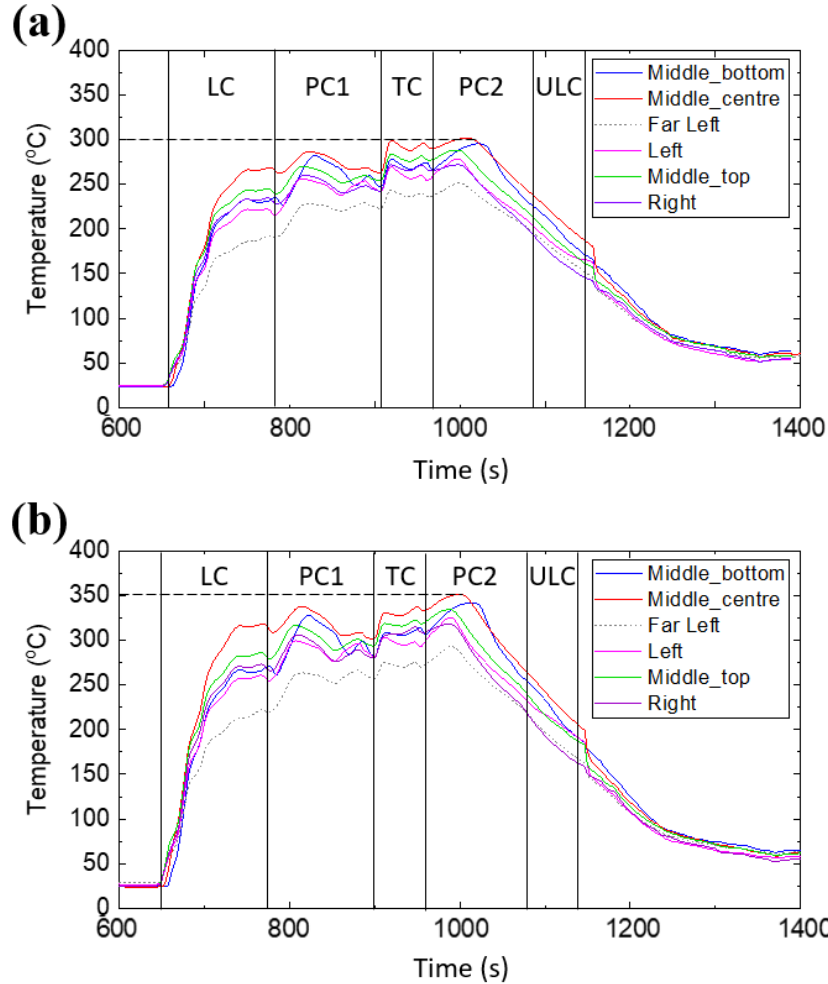 (a)
400
350
300
250
200
150
100
50
0
Temperature (°C)
LC PC1 TC PC2 ULC
Middle_bottom
Middle_centre
Far Left
Left
Middle_top
Right
600 800 1000 1200 1400
Time (s)
(b)
400
350
300
250
200
150
100
50
0
Temperature (°C)
LC PC1 TC PC2 ULC
Middle_bottom
Middle_centre
Far Left
Left
Middle_top
Right
600 800 1000 1200 140
Time (s)